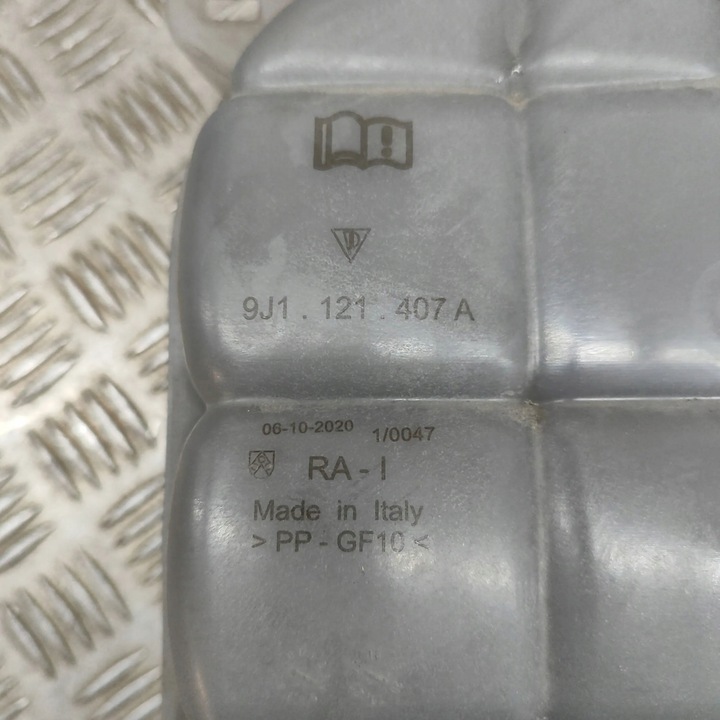 9J1 . 121 . 407 A
06-10-2020 1/0047
RA - I
Made in Italy
> PP - GF10 <